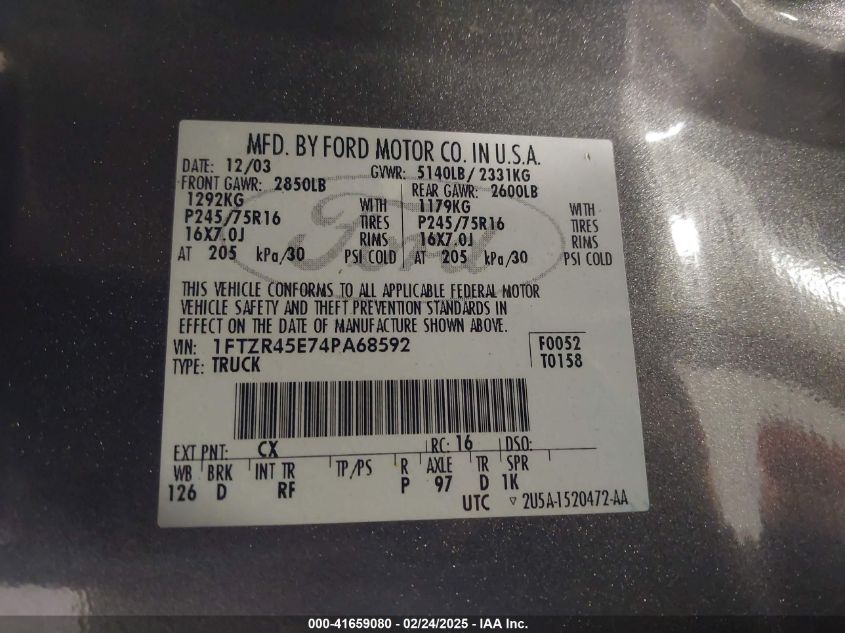 MFD. BY FORD MOTOR CO. IN U.S.A.
DATE: 12/03 GVWR: 5140LB / 2331KG
FRONT GAWR: 2850LB REAR GAWR: 2600LB
1292KG WITH 1179KG WITH
P245/75R16 TIRES P245/75R16 TIRES
16X7.0J RIMS 16X7.0J RIMS
AT 205 kPa/30 PSI COLD AT 205 kPa/30 PSI COLD
Ford
THIS VEHICLE CONFORMS TO ALL APPLICABLE FEDERAL MOTOR
VEHICLE SAFETY AND THEFT PREVENTION STANDARDS IN
EFFECT ON THE DATE OF MANUFACTURE SHOWN ABOVE.
VIN: 1FTZR45E74PA68592 F0052
TYPE: TRUCK T0158
EXT PNT: CX RC: 16 DSO:
WB BRK INT TR TP/PS R AXLE TR SPR
126 D RF P 97 D 1K
UTC ▽ 2U5A-1520472-AA
000-41659080 - 02/24/2025 - IAA Inc.